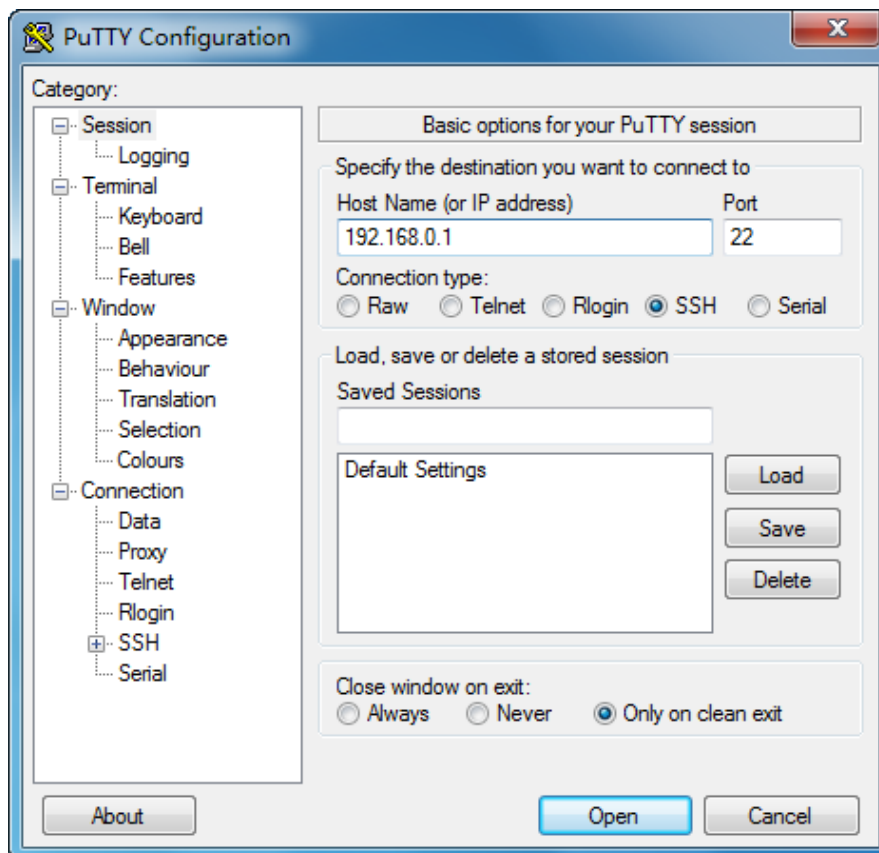 PuTTY Configuration
Category:
Session
Logging
Terminal
Keyboard
Bell
Features
Window
Appearance
Behaviour
Translation
Selection
Colours
Connection
Data
Proxy
Telnet
Rlogin
SSH
Serial
Basic options for your PuTTY session
Specify the destination you want to connect to
Host Name (or IP address) Port
192.168.0.1 22
Connection type:
Raw Telnet Rlogin SSH Serial
Load, save or delete a stored session
Saved Sessions
Default Settings
Load
Save
Delete
Close window on exit:
Always Never Only on clean exit
About Open Cancel